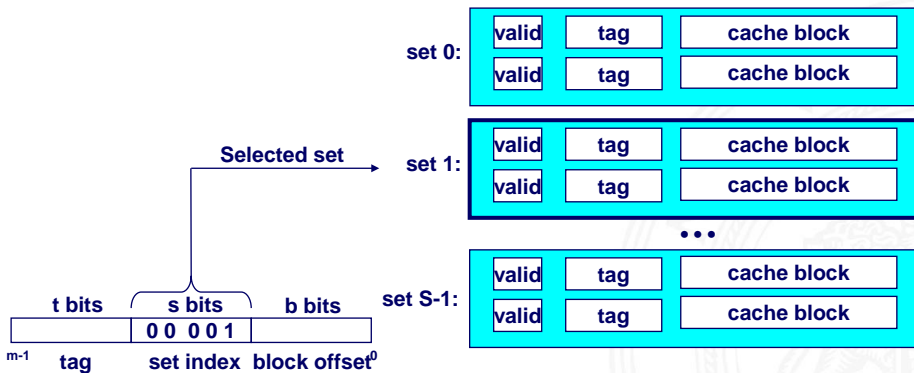 set 0:
valid tag cache block
valid tag cache block
Selected set
set 1:
valid tag cache block
valid tag cache block
•••
set S-1:
valid tag cache block
valid tag cache block
t bits s bits b bits
0 0 0 0 1
m-1 0
tag set index block offset